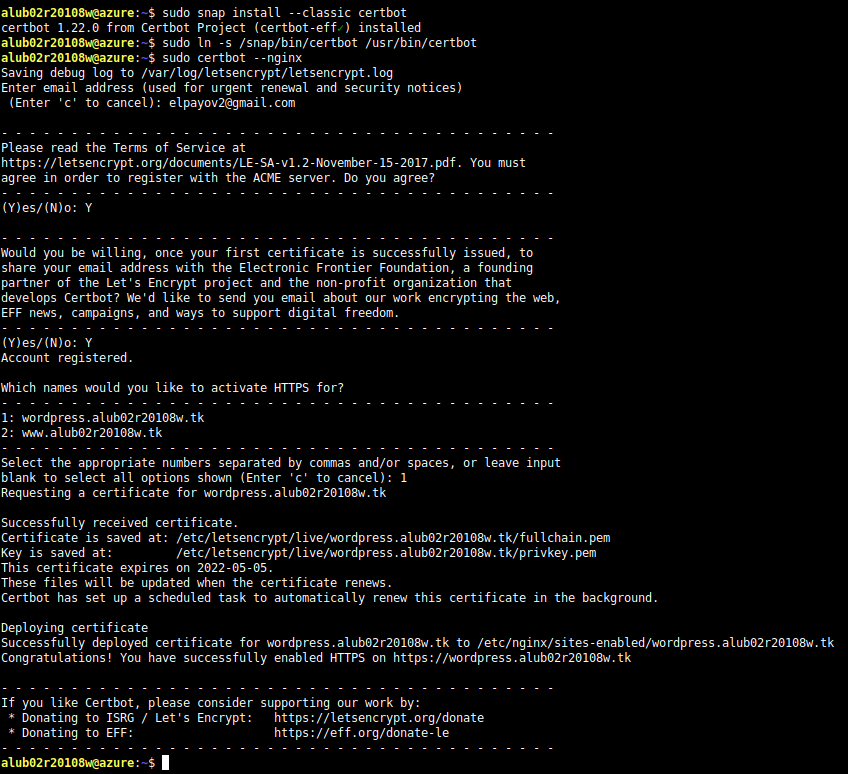 alub02r20108w@azure:~$ sudo snap install --classic certbot
certbot 1.22.0 from Certbot Project (certbot-eff✓) installed
alub02r20108w@azure:~$ sudo ln -s /snap/bin/certbot /usr/bin/certbot
alub02r20108w@azure:~$ sudo certbot --nginx
Saving debug log to /var/log/letsencrypt/letsencrypt.log
Enter email address (used for urgent renewal and security notices)
 (Enter 'c' to cancel): elpayov2@gmail.com

- - - - - - - - - - - - - - - - - - - - - - - - - - - - - - - - - - - - - - - -
Please read the Terms of Service at
https://letsencrypt.org/documents/LE-SA-v1.2-November-15-2017.pdf. You must
agree in order to register with the ACME server. Do you agree?
- - - - - - - - - - - - - - - - - - - - - - - - - - - - - - - - - - - - - - - -
(Y)es/(N)o: Y

- - - - - - - - - - - - - - - - - - - - - - - - - - - - - - - - - - - - - - - -
Would you be willing, once your first certificate is successfully issued, to
share your email address with the Electronic Frontier Foundation, a founding
partner of the Let's Encrypt project and the non-profit organization that
develops Certbot? We'd like to send you email about our work encrypting the web,
EFF news, campaigns, and ways to support digital freedom.
- - - - - - - - - - - - - - - - - - - - - - - - - - - - - - - - - - - - - - - -
(Y)es/(N)o: Y
Account registered.

Which names would you like to activate HTTPS for?
- - - - - - - - - - - - - - - - - - - - - - - - - - - - - - - - - - - - - - - -
1: wordpress.alub02r20108w.tk
2: www.alub02r20108w.tk
- - - - - - - - - - - - - - - - - - - - - - - - - - - - - - - - - - - - - - - -
Select the appropriate numbers separated by commas and/or spaces, or leave input
blank to select all options shown (Enter 'c' to cancel): 1
Requesting a certificate for wordpress.alub02r20108w.tk

Successfully received certificate.
Certificate is saved at: /etc/letsencrypt/live/wordpress.alub02r20108w.tk/fullchain.pem
Key is saved at:         /etc/letsencrypt/live/wordpress.alub02r20108w.tk/privkey.pem
This certificate expires on 2022-05-05.
These files will be updated when the certificate renews.
Certbot has set up a scheduled task to automatically renew this certificate in the background.

Deploying certificate
Successfully deployed certificate for wordpress.alub02r20108w.tk to /etc/nginx/sites-enabled/wordpress.alub02r20108w.tk
Congratulations! You have successfully enabled HTTPS on https://wordpress.alub02r20108w.tk

- - - - - - - - - - - - - - - - - - - - - - - - - - - - - - - - - - - - - - - -
If you like Certbot, please consider supporting our work by:
 * Donating to ISRG / Let's Encrypt:   https://letsencrypt.org/donate
 * Donating to EFF:                    https://eff.org/donate-le
- - - - - - - - - - - - - - - - - - - - - - - - - - - - - - - - - - - - - - - -
alub02r20108w@azure:~$